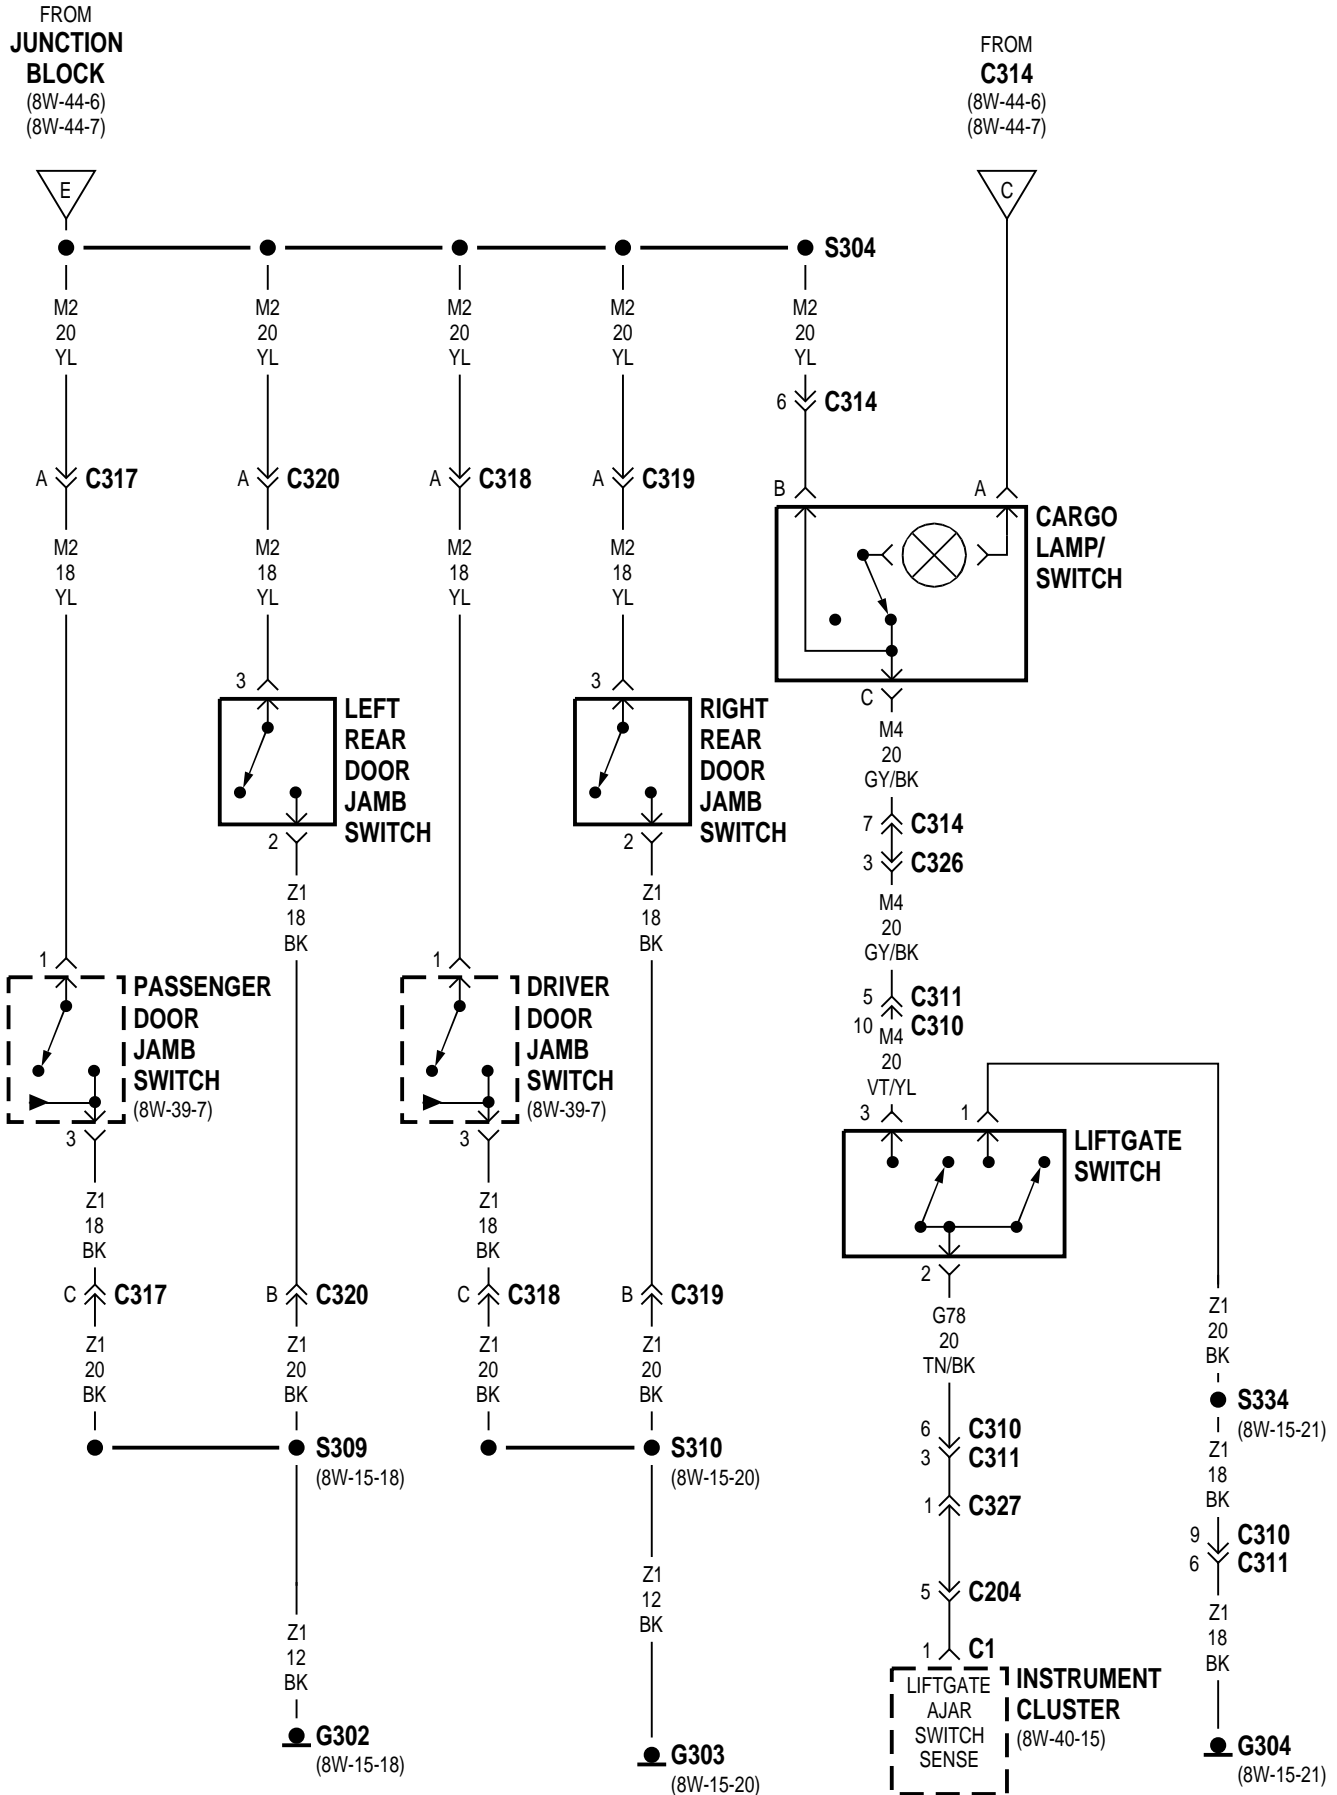 FROM
JUNCTION
BLOCK
(8W-44-6)
(8W-44-7)
E
FROM
C314
(8W-44-6)
(8W-44-7)
C
S304
M2
20
YL
M2
20
YL
M2
20
YL
M2
20
YL
M2
20
YL
6 C314
A C317
A C320
A C318
A C319
B
A
CARGO
LAMP/
SWITCH
M2
18
YL
M2
18
YL
M2
18
YL
M2
18
YL
3
LEFT
REAR
DOOR
JAMB
SWITCH
2
3
RIGHT
REAR
DOOR
JAMB
SWITCH
2
C
M4
20
GY/BK
7 C314
3 C326
M4
20
GY/BK
5 C311
10 C310
M4
20
VT/YL
Z1
18
BK
Z1
18
BK
1
PASSENGER
DOOR
JAMB
SWITCH
(8W-39-7)
3
1
DRIVER
DOOR
JAMB
SWITCH
(8W-39-7)
3
3
1
LIFTGATE
SWITCH
2
Z1
18
BK
Z1
18
BK
C C317
B C320
C C318
B C319
Z1
20
BK
Z1
20
BK
Z1
20
BK
Z1
20
BK
S309
(8W-15-18)
S310
(8W-15-20)
G78
20
TN/BK
6 C310
3 C311
1 C327
5 C204
1 C1
LIFTGATE
AJAR
SWITCH
SENSE
INSTRUMENT
CLUSTER
(8W-40-15)
Z1
20
BK
S334
(8W-15-21)
Z1
18
BK
9 C310
6 C311
Z1
18
BK
G304
(8W-15-21)
Z1
12
BK
G302
(8W-15-18)
Z1
12
BK
G303
(8W-15-20)